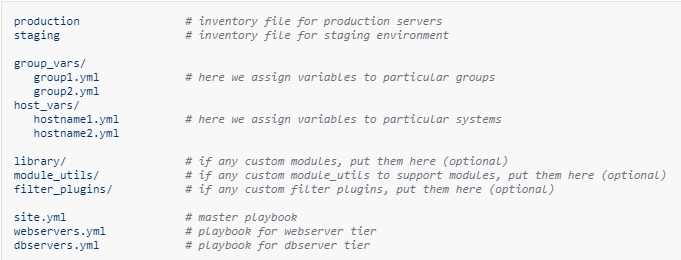 production # inventory file for production servers
staging # inventory file for staging environment
group_vars/
group1.yml # here we assign variables to particular groups
group2.yml
host_vars/
hostname1.yml # here we assign variables to particular systems
hostname2.yml
library/ # if any custom modules, put them here (optional)
module_utils/ # if any custom module_utils to support modules, put them here (optional)
filter_plugins/ # if any custom filter plugins, put them here (optional)
site.yml # master playbook
webservers.yml # playbook for webserver tier
dbservers.yml # playbook for dbserver tier